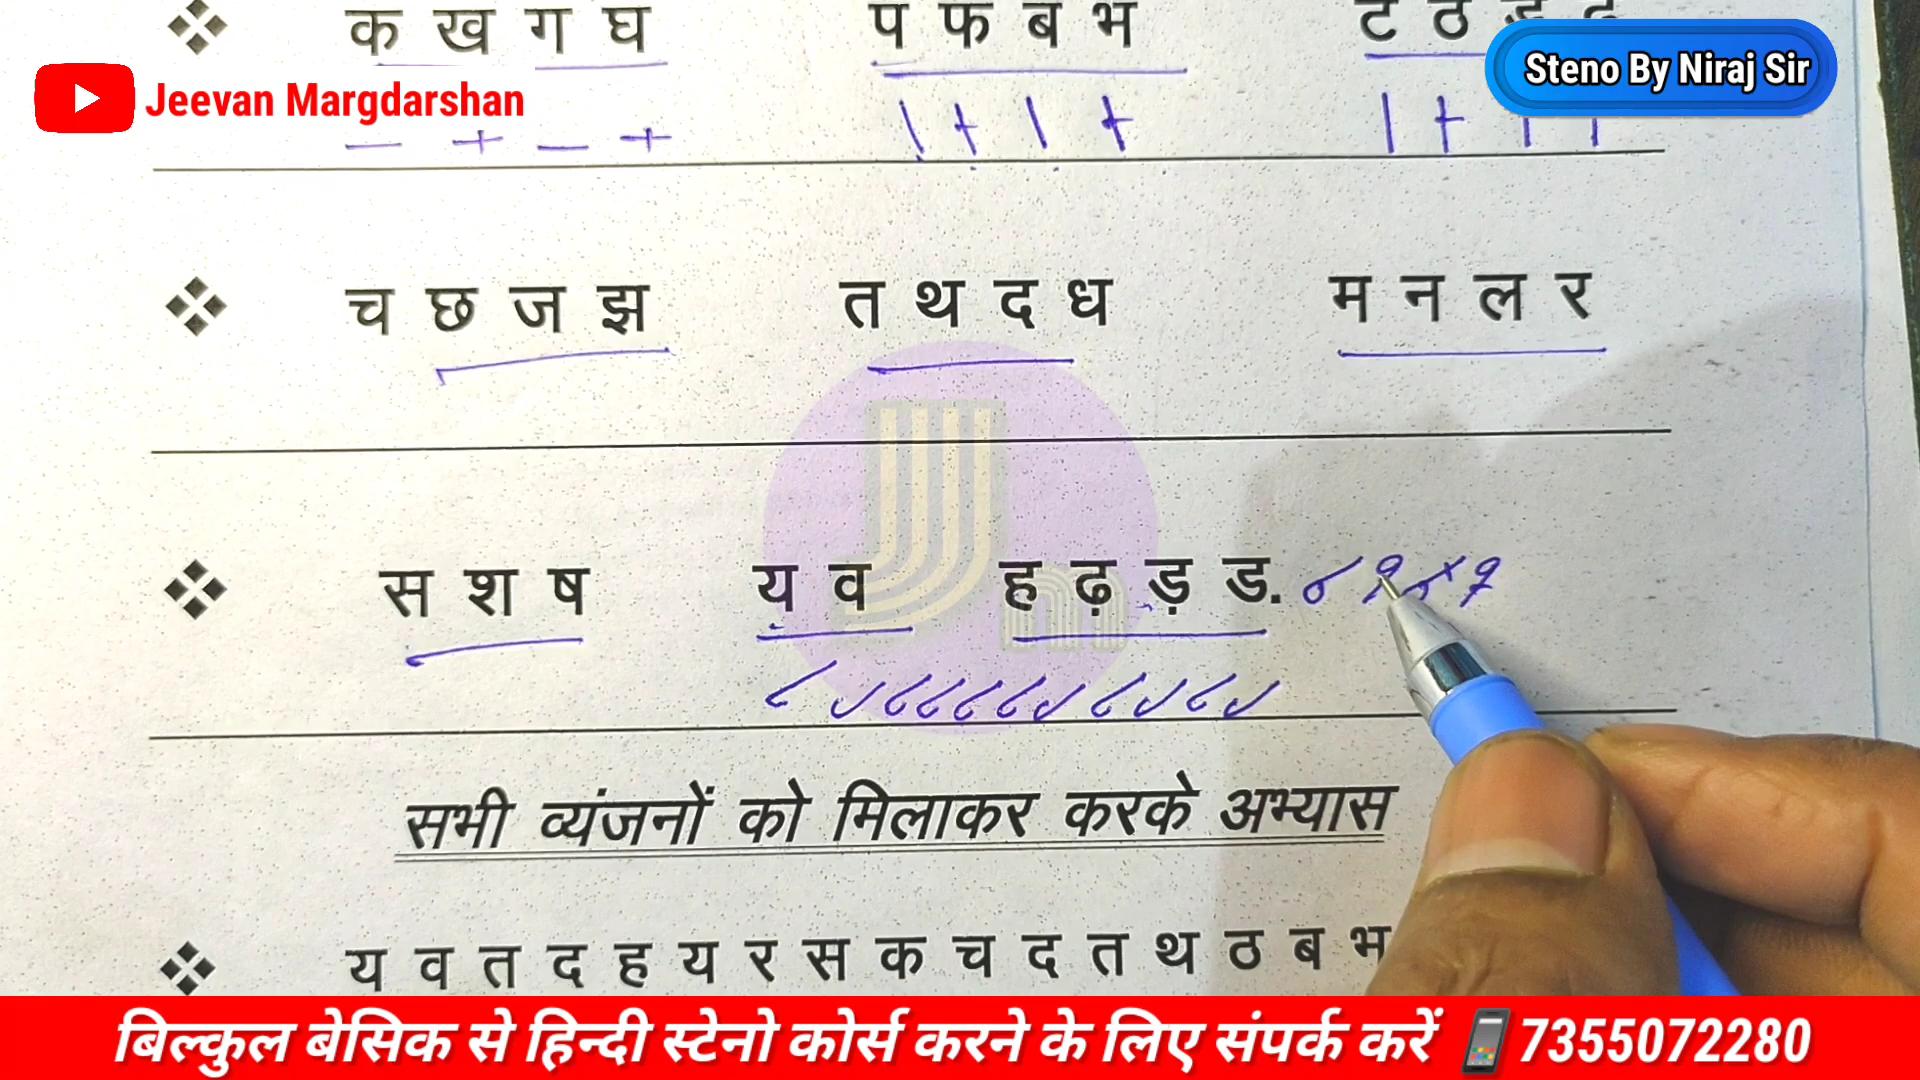 क ख ग घ प फ ब भ ट ठ ड ढ
Steno By Niraj Sir
Jeevan Margdarshan
च छ ज झ त थ द ध म न ल र
स श ष य व ह ढ़ ड़ ड.
सभी व्यंजनों को मिलाकर करके अभ्यास
य व त द ह य र स क च द त थ ठ ब भ
बिल्कुल बेसिक से हिन्दी स्टेनो कोर्स करने के लिए संपर्क करें 7355072280